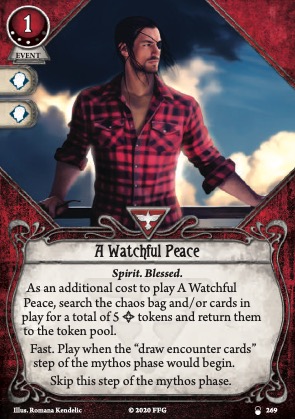 1
EVENT
A Watchful Peace
Spirit. Blessed.
As an additional cost to play A Watchful
Peace, search the chaos bag and/or cards in
play for a total of 5 tokens and return them
to the token pool.
Fast. Play when the “draw encounter cards”
step of the mythos phase would begin.
Skip this step of the mythos phase.
Illus. Romana Kendelic
© 2020 FFG
269